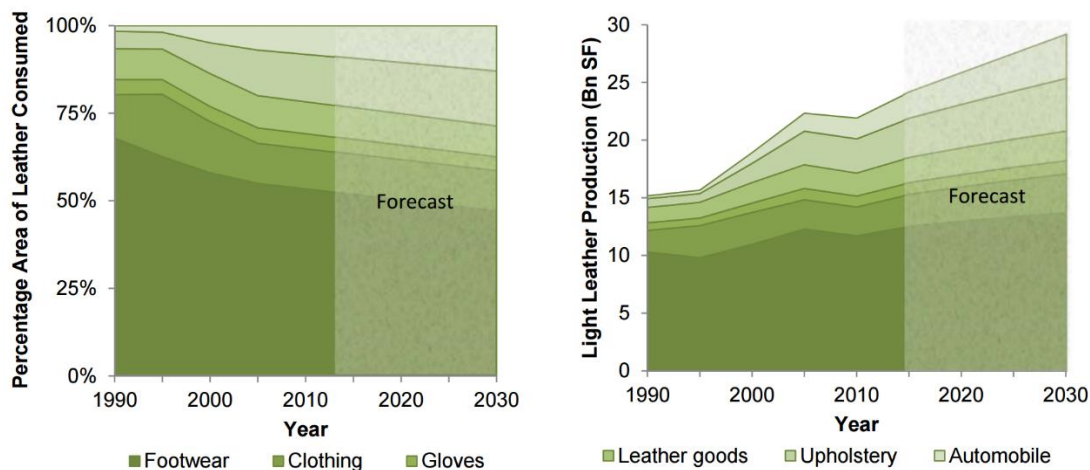 Percentage Area of Leather Consumed
100%
75%
50%
25%
0%
Forecast
1990 2000 2010 2020 2030
Year
Footwear Clothing Gloves
Light Leather Production (Bn SF)
30
25
20
15
10
5
0
Forecast
1990 2000 2010 2020 2030
Year
Leather goods Upholstery Automobile